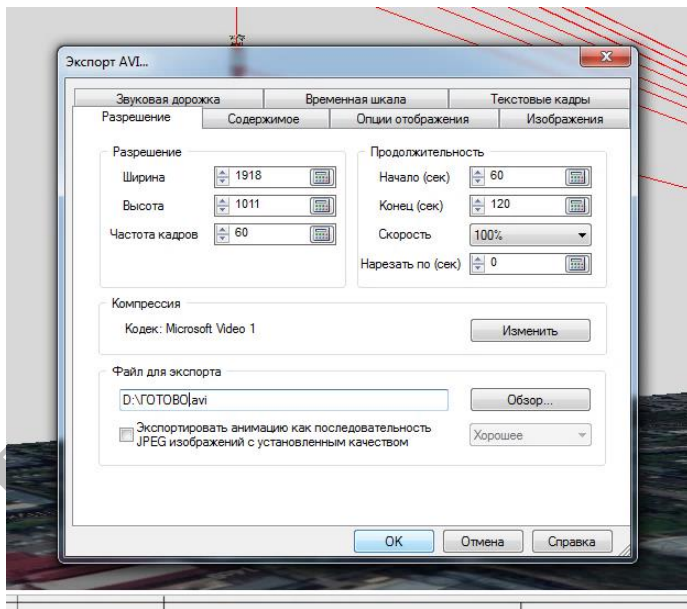 Экспорт AVI...
Звуковая дорожка Временная шкала Текстовые кадры
Разрешение Содержимое Опции отображения Изображения
Разрешение
Ширина 1918
Высота 1011
Частота кадров 60
Продолжительность
Начало (сек) 60
Конец (сек) 120
Скорость 100%
Нарезать по (сек) 0
Компрессия
Кодек: Microsoft Video 1 Изменить
Файл для экспорта
D:\ГОТОВО.avi Обзор...
Экспортировать анимацию как последовательность
JPEG изображений с установленным качеством Хорошее
OK Отмена Справка